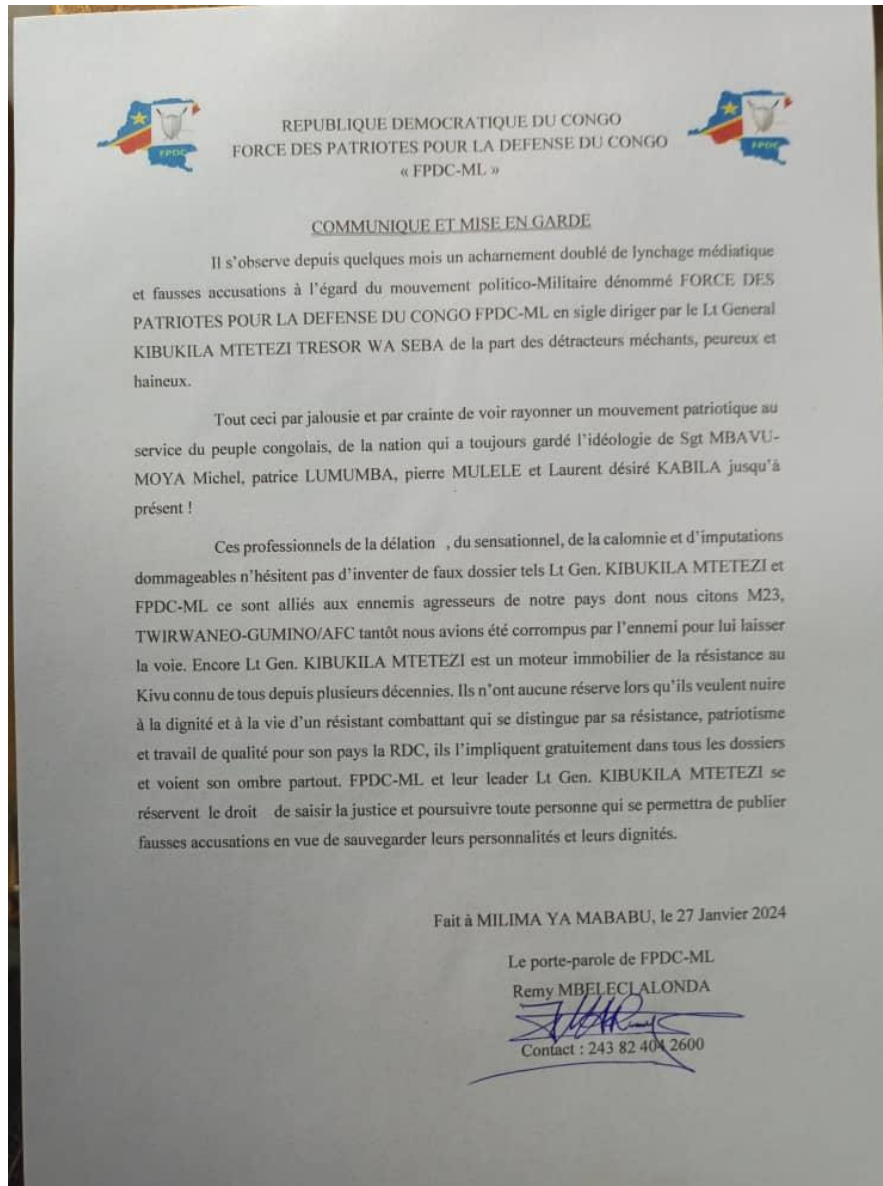 FPDC
FPDC
REPUBLIQUE DEMOCRATIQUE DU CONGO
FORCE DES PATRIOTES POUR LA DEFENSE DU CONGO
« FPDC-ML »
COMMUNIQUE ET MISE EN GARDE
Il s'observe depuis quelques mois un acharnement doublé de lynchage médiatique
et fausses accusations à l'égard du mouvement politico-Militaire dénommé FORCE DES
PATRIOTES POUR LA DEFENSE DU CONGO FPDC-ML en sigle diriger par le Lt General
KIBUKILA MTETEZI TRESOR WA SEBA de la part des détracteurs méchants, peureux et
haineux.
Tout ceci par jalousie et par crainte de voir rayonner un mouvement patriotique au
service du peuple congolais, de la nation qui a toujours gardé l'idéologie de Sgt MBAVU-
MOYA Michel, patrice LUMUMBA, pierre MULELE et Laurent désiré KABILA jusqu'à
présent !
Ces professionnels de la délation , du sensationnel, de la calomnie et d'imputations
dommageables n'hésitent pas d'inventer de faux dossier tels Lt Gen. KIBUKILA MTETEZI et
FPDC-ML ce sont alliés aux ennemis agresseurs de notre pays dont nous citons M23,
TWIRWANEO-GUMINO/AFC tantôt nous avions été corrompus par l'ennemi pour lui laisser
la voie. Encore Lt Gen. KIBUKILA MTETEZI est un moteur immobilier de la résistance au
Kivu connu de tous depuis plusieurs décennies. Ils n'ont aucune réserve lors qu'ils veulent nuire
à la dignité et à la vie d'un résistant combattant qui se distingue par sa résistance, patriotisme
et travail de qualité pour son pays la RDC, ils l'impliquent gratuitement dans tous les dossiers
et voient son ombre partout. FPDC-ML et leur leader Lt Gen. KIBUKILA MTETEZI se
réservent le droit de saisir la justice et poursuivre toute personne qui se permettra de publier
fausses accusations en vue de sauvegarder leurs personnalités et leurs dignités.
Fait à MILIMA YA MABABU, le 27 Janvier 2024
Le porte-parole de FPDC-ML
Remy
Contact : 243 82 404 2600